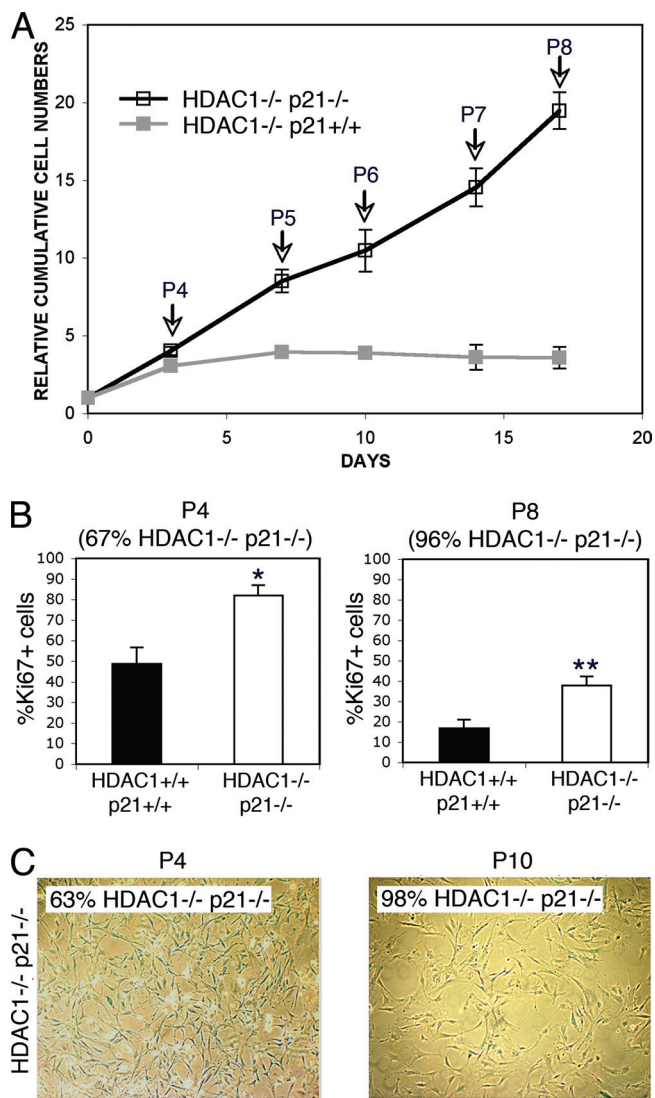 A
RELATIVE CUMULATIVE CELL NUMBERS
25
20
15
10
5
0
HDAC1-/- p21-/-
HDAC1-/- p21+/+
P4
P5
P6
P7
P8
0 5 10 15 20
DAYS
B
P4
(67% HDAC1-/- p21-/-)
%Ki67+ cells
100
90
80
70
60
50
40
30
20
10
0
*
HDAC1+/+ HDAC1-/-
p21+/+ p21-/-
P8
(96% HDAC1-/- p21-/-)
%Ki67+ cells
100
90
80
70
60
50
40
30
20
10
0
**
HDAC1+/+ HDAC1-/-
p21+/+ p21-/-
C
P4 P10
HDAC1-/- p21-/-
63% HDAC1-/- p21-/-
98% HDAC1-/- p21-/-